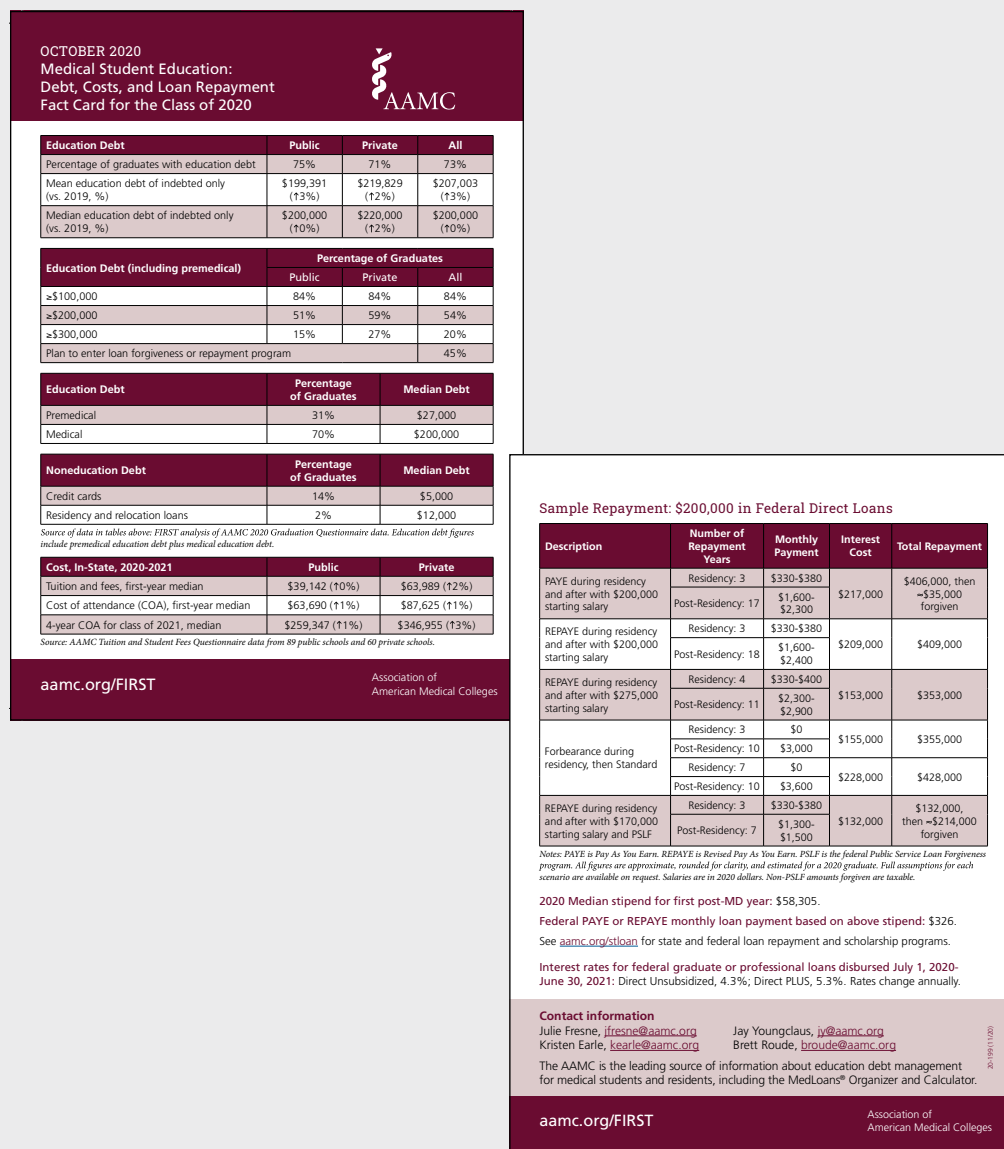 OCTOBER 2020
Medical Student Education:
Debt, Costs, and Loan Repayment
Fact Card for the Class of 2020
AAMC
Education Debt Public Private All
Percentage of graduates with education debt 75% 71% 73%
Mean education debt of indebted only $199,391 $219,829 $207,003
(vs. 2019, %) (↑3%) (↑2%) (↑3%)
Median education debt of indebted only $200,000 $220,000 $200,000
(vs. 2019, %) (↑0%) (↑2%) (↑0%)
Education Debt (including premedical) Percentage of Graduates
Public Private All
≥$100,000 84% 84% 84%
≥$200,000 51% 59% 54%
≥$300,000 15% 27% 20%
Plan to enter loan forgiveness or repayment program 45%
Education Debt Percentage of Graduates Median Debt
Premedical 31% $27,000
Medical 70% $200,000
Noneducation Debt Percentage of Graduates Median Debt
Credit cards 14% $5,000
Residency and relocation loans 2% $12,000
Source of data in tables above: FIRST analysis of AAMC 2020 Graduation Questionnaire data. Education debt figures
include premedical education debt plus medical education debt.
Cost, In-State, 2020-2021 Public Private
Tuition and fees, first-year median $39,142 (↑0%) $63,989 (↑2%)
Cost of attendance (COA), first-year median $63,690 (↑1%) $87,625 (↑1%)
4-year COA for class of 2021, median $259,347 (↑1%) $346,955 (↑3%)
Source: AAMC Tuition and Student Fees Questionnaire data from 89 public schools and 60 private schools.
aamc.org/FIRST
Association of
American Medical Colleges
Sample Repayment: $200,000 in Federal Direct Loans
Description Number of Repayment Years Monthly Payment Interest Cost Total Repayment
PAYE during residency and after with $200,000 starting salary Residency: 3 $330-$380 $217,000 $406,000, then ≈$35,000 forgiven
Post-Residency: 17 $1,600-$2,300
REPAYE during residency and after with $200,000 starting salary Residency: 3 $330-$380 $209,000 $409,000
Post-Residency: 18 $1,600-$2,400
REPAYE during residency and after with $275,000 starting salary Residency: 4 $330-$400 $153,000 $353,000
Post-Residency: 11 $2,300-$2,900
Forbearance during residency, then Standard Residency: 3 $0 $155,000 $355,000
Post-Residency: 10 $3,000
Residency: 7 $0 $228,000 $428,000
Post-Residency: 10 $3,600
REPAYE during residency and after with $170,000 starting salary and PSLF Residency: 3 $330-$380 $132,000 $132,000, then ≈$214,000 forgiven
Post-Residency: 7 $1,300-$1,500
Notes: PAYE is Pay As You Earn. REPAYE is Revised Pay As You Earn. PSLF is the federal Public Service Loan Forgiveness
program. All figures are approximate, rounded for clarity, and estimated for a 2020 graduate. Full assumptions for each
scenario are available on request. Salaries are in 2020 dollars. Non-PSLF amounts forgiven are taxable.
2020 Median stipend for first post-MD year: $58,305.
Federal PAYE or REPAYE monthly loan payment based on above stipend: $326.
See aamc.org/stloan for state and federal loan repayment and scholarship programs.
Interest rates for federal graduate or professional loans disbursed July 1, 2020-
June 30, 2021: Direct Unsubsidized, 4.3%; Direct PLUS, 5.3%. Rates change annually.
Contact information
Julie Fresne, jfresne@aamc.org Jay Youngclaus, jy@aamc.org
Kristen Earle, kearle@aamc.org Brett Roude, broude@aamc.org
The AAMC is the leading source of information about education debt management
for medical students and residents, including the MedLoans® Organizer and Calculator.
20-199 (11/20)
aamc.org/FIRST
Association of
American Medical Colleges